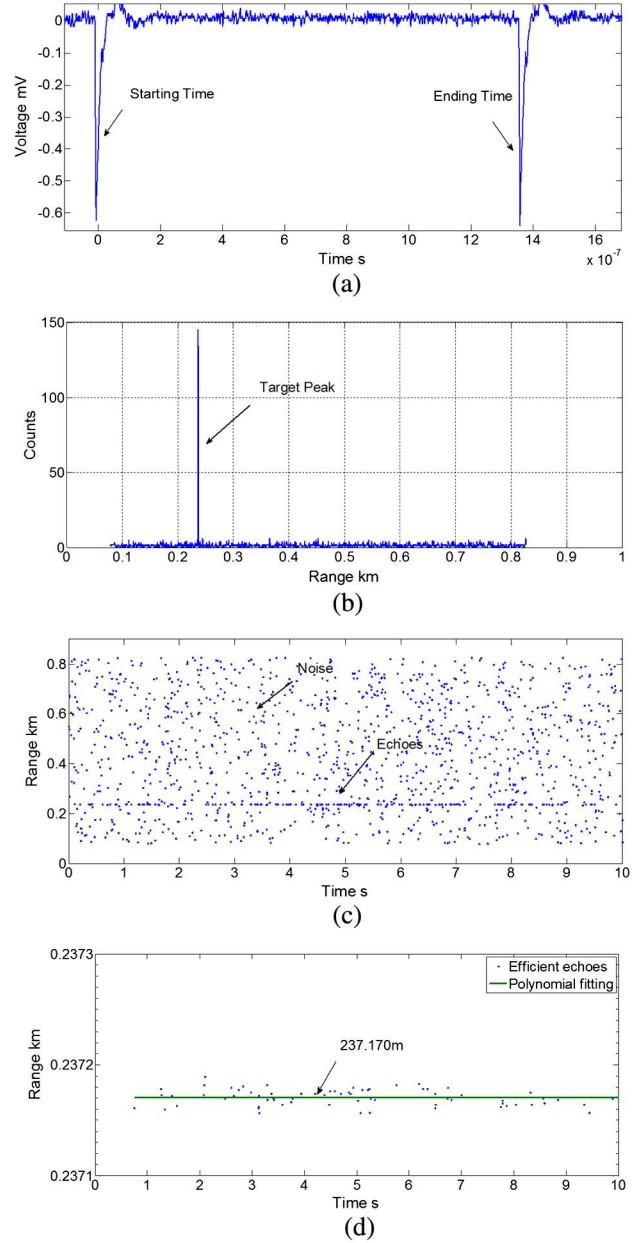 0
-0.1
-0.2
-0.3
-0.4
-0.5
-0.6
Voltage mV
Starting Time
Ending Time
0 2 4 6 8 10 12 14 16
Time s
x 10⁻⁷
(a)
150
100
50
0
Counts
Target Peak
0 0.1 0.2 0.3 0.4 0.5 0.6 0.7 0.8 0.9 1
Range km
(b)
0.8
0.6
0.4
0.2
0
Range km
Noise
Echoes
0 1 2 3 4 5 6 7 8 9 10
Time s
(c)
0.2373
0.2372
0.2371
Range km
Efficient echoes
Polynomial fitting
237.170m
0 1 2 3 4 5 6 7 8 9 10
Time s
(d)